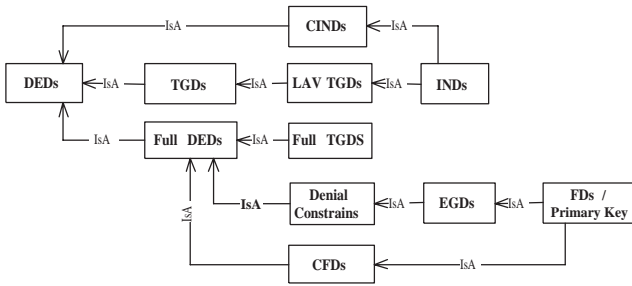 IsA
CINDs
IsA
DEDs
IsA
TGDs
IsA
LAV TGDs
IsA
INDs
IsA
Full DEDs
IsA
Full TGDS
IsA
IsA
Denial
Constrains
IsA
EGDs
IsA
FDs /
Primary Key
CFDs
IsA